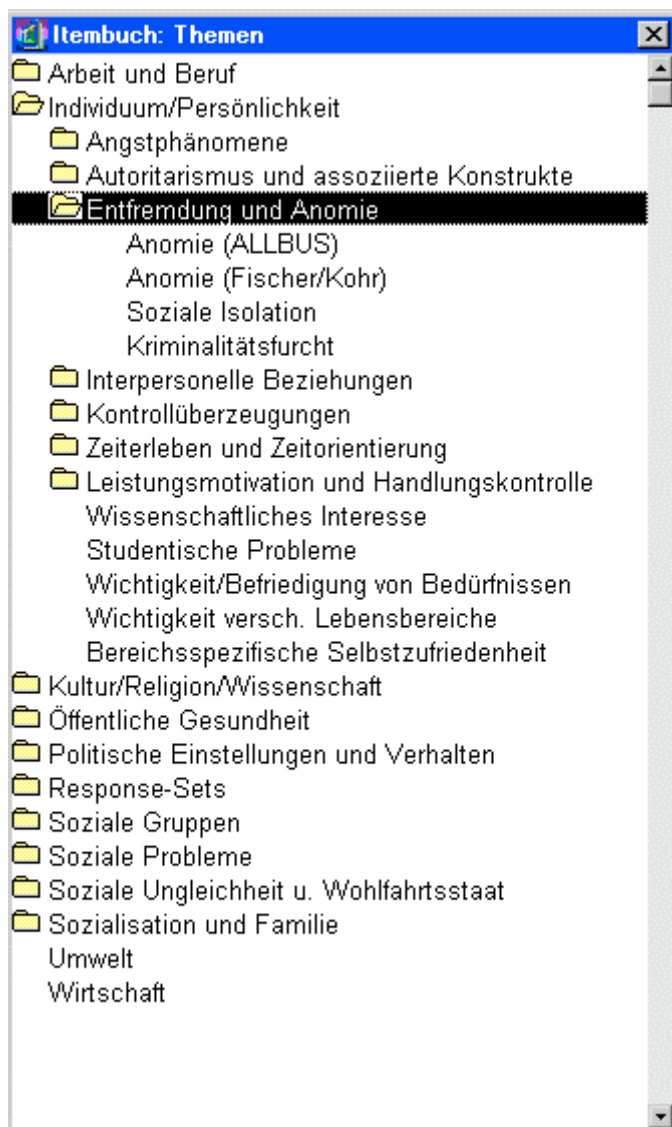 Itembuch: Themen
Arbeit und Beruf
Individuum/Persönlichkeit
Angstphänomene
Autoritarismus und assoziierte Konstrukte
Entfremdung und Anomie
Anomie (ALLBUS)
Anomie (Fischer/Kohr)
Soziale Isolation
Kriminalitätsfurcht
Interpersonelle Beziehungen
Kontrollüberzeugungen
Zeiterleben und Zeitorientierung
Leistungsmotivation und Handlungskontrolle
Wissenschaftliches Interesse
Studentische Probleme
Wichtigkeit/Befriedigung von Bedürfnissen
Wichtigkeit versch. Lebensbereiche
Bereichsspezifische Selbstzufriedenheit
Kultur/Religion/Wissenschaft
Öffentliche Gesundheit
Politische Einstellungen und Verhalten
Response-Sets
Soziale Gruppen
Soziale Probleme
Soziale Ungleichheit u. Wohlfahrtsstaat
Sozialisation und Familie
Umwelt
Wirtschaft